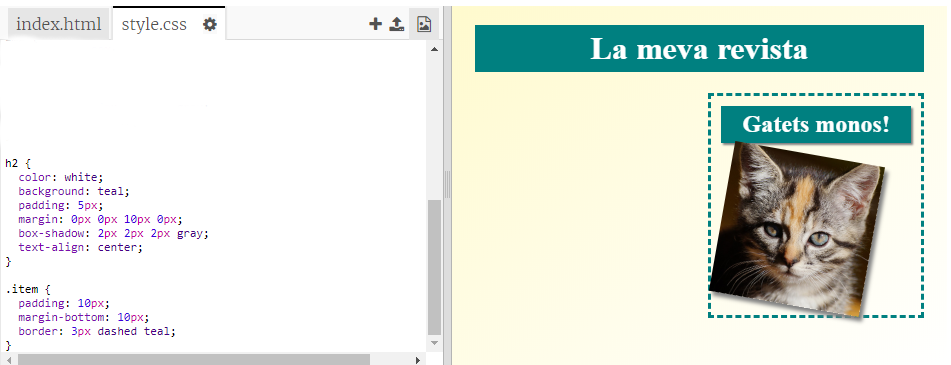 index.html style.css
h2 {
color: white;
background: teal;
padding: 5px;
margin: 0px 0px 10px 0px;
box-shadow: 2px 2px 2px gray;
text-align: center;
}
.item {
padding: 10px;
margin-bottom: 10px;
border: 3px dashed teal;
}
La meva revista
Gatets monos!